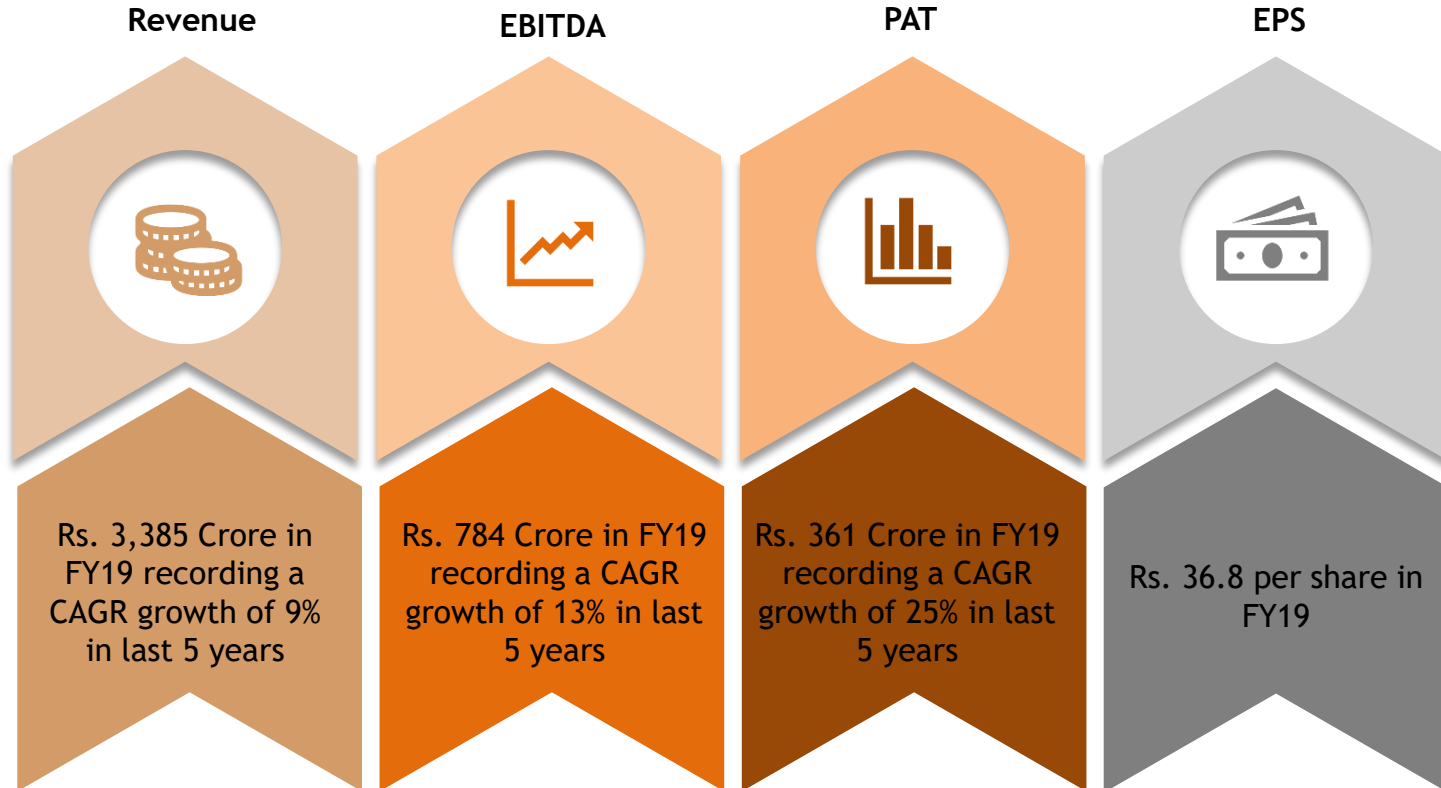 Revenue
EBITDA
PAT
EPS
Rs. 3,385 Crore in
FY19 recording a
CAGR growth of 9%
in last 5 years
Rs. 784 Crore in FY19
recording a CAGR
growth of 13% in last
5 years
Rs. 361 Crore in FY19
recording a CAGR
growth of 25% in last
5 years
Rs. 36.8 per share in
FY19